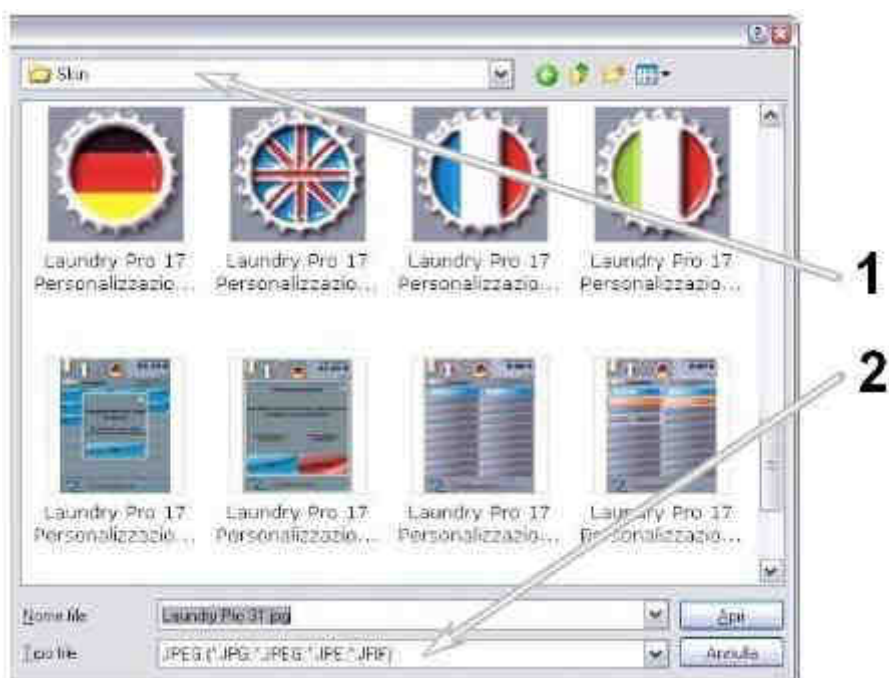 Skin
Laundry Pro 17 Laundry Pro 17 Laundry Pro 17 Laundry Pro 17
Personalizzazio... Personalizzazio... Personalizzazio... Personalizzazio...
1
2
Laundry Pro 17 Laundry Pro 17 Laundry Pro 17 Laundry Pro 17
Personalizzazio... Personalizzazio... Personalizzazio... Personalizzazio...
Nome file Laundry Pro 31.jpg Apri
Tipo file JPEG (*.JPG;*.JPEG;*.JPE;*.JFIF) Annulla